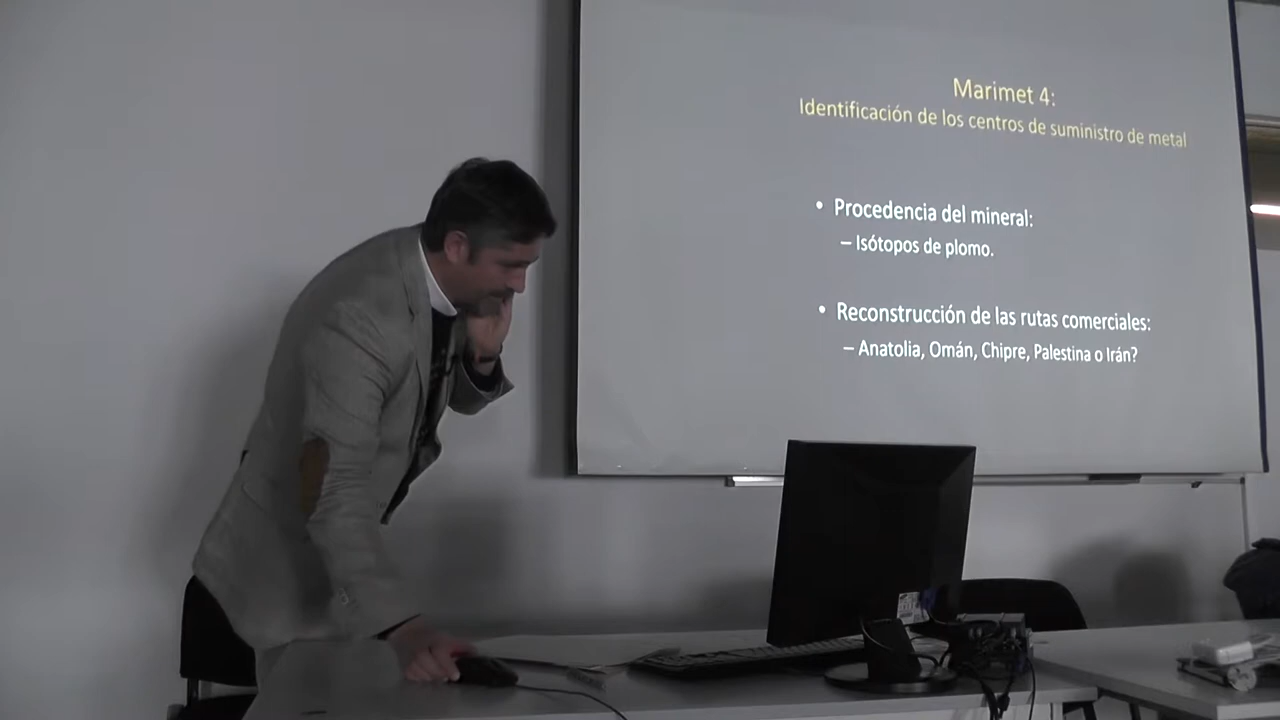 Marimet 4:
Identificación de los centros de suministro de metal
• Procedencia del mineral:
– Isótopos de plomo.
• Reconstrucción de las rutas comerciales:
– Anatolia, Omán, Chipre, Palestina o Irán?